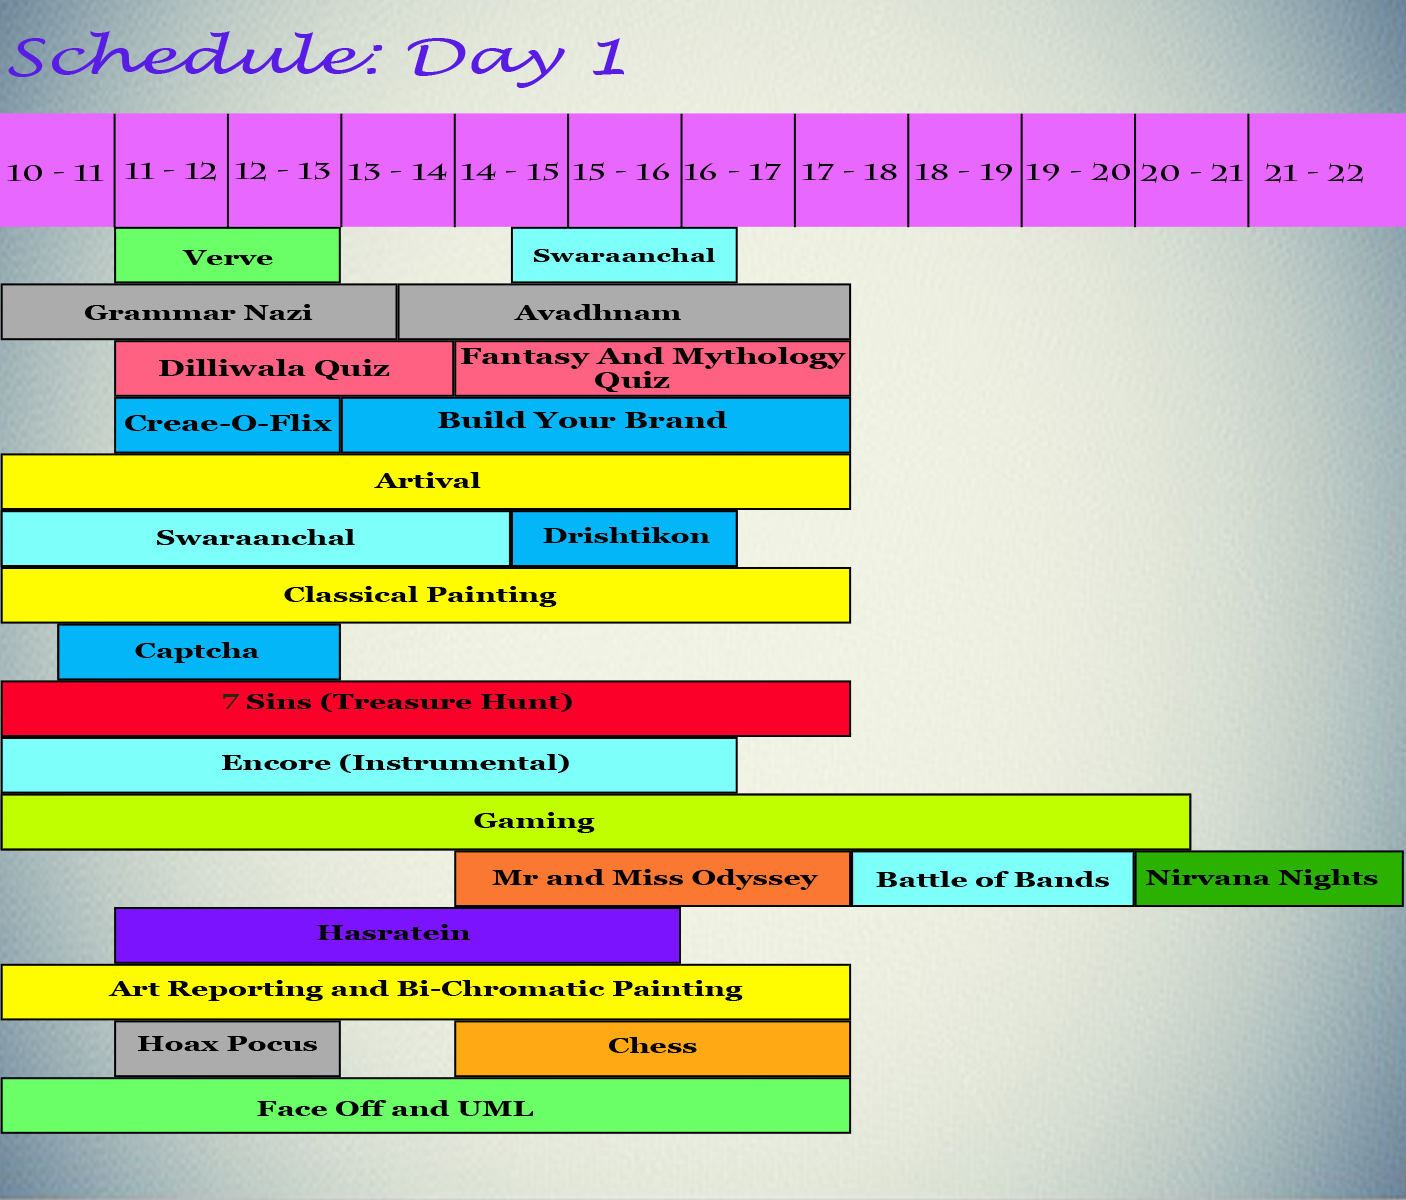 Schedule: Day 1
10 - 11 11 - 12 12 - 13 13 - 14 14 - 15 15 - 16 16 - 17 17 - 18 18 - 19 19 - 20 20 - 21 21 - 22
Verve Swaraanchal
Grammar Nazi Avadhnam
Dilliwala Quiz Fantasy And Mythology
Quiz
Creae-O-Flix Build Your Brand
Artival
Swaraanchal Drishtikon
Classical Painting
Captcha
7 Sins (Treasure Hunt)
Encore (Instrumental)
Gaming
Mr and Miss Odyssey Battle of Bands Nirvana Nights
Hasratein
Art Reporting and Bi-Chromatic Painting
Hoax Pocus Chess
Face Off and UML